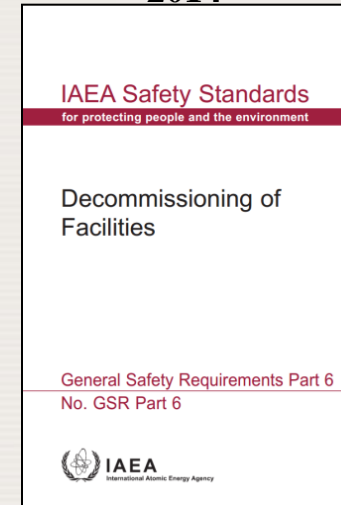 2014
IAEA Safety Standards
for protecting people and the environment
Decommissioning of
Facilities
General Safety Requirements Part 6
No. GSR Part 6
IAEA
International Atomic Energy Agency